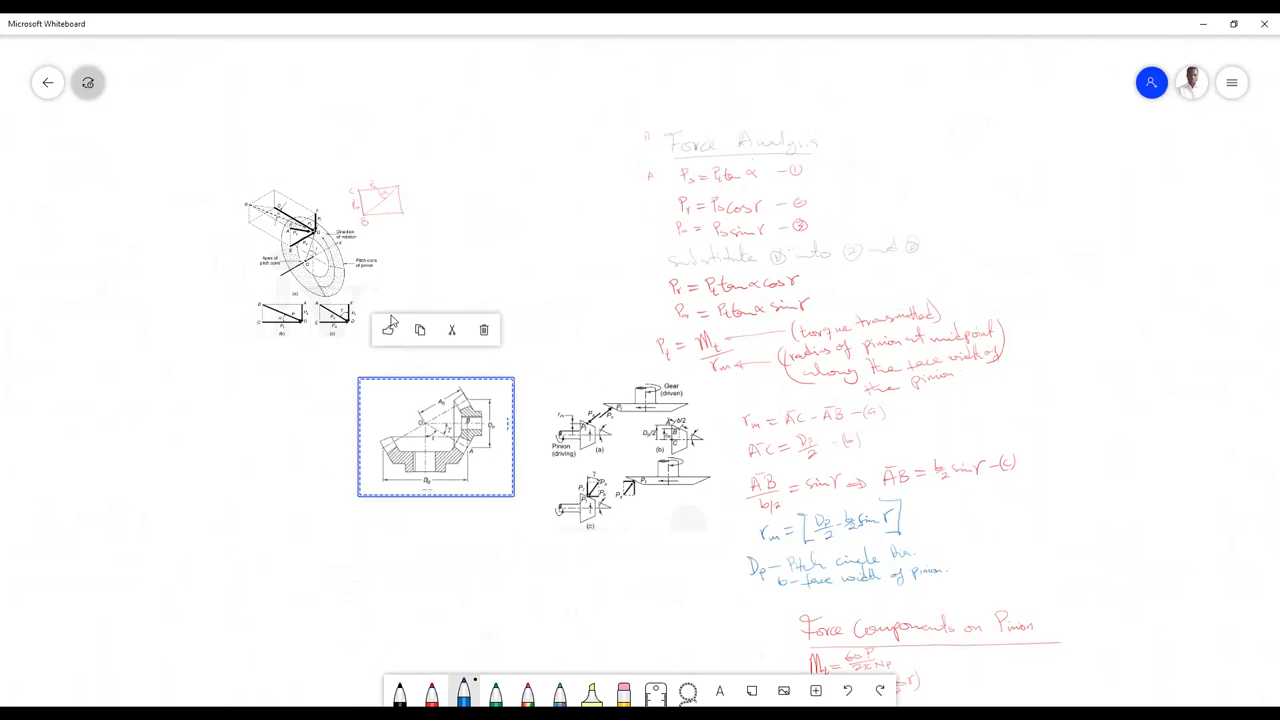 Microsoft Whiteboard
Force Analysis
Ps = Pt tan α — ①
Pr = Ps cos γ — ②
Pa = Ps sin γ — ③
substitute ① into ② and ③
Pr = Pt tan α cos γ
Pa = Pt tan α sin γ
Pt = Mt / rm
(torque transmitted)
(radius of pinion at midpoint
along the face width of
the pinion
rm = AC - AB — (a)
AC = Dp/2 — (b)
AB / b/2 = sin γ ⇒ AB = b/2 sin γ — (c)
rm = [Dp/2 - b/2 sin γ]
Dp — Pitch circle Dia.
b - face width of pinion.
Force Components on Pinion
Mt = 60P / 2π Np
Direction
of rotation
Apex of
pitch cone
Pitch cone
of pinion
(a)
(b)
(c)
Gear
(driven)
Pinion
(driving)
(a)
(b)
(c)